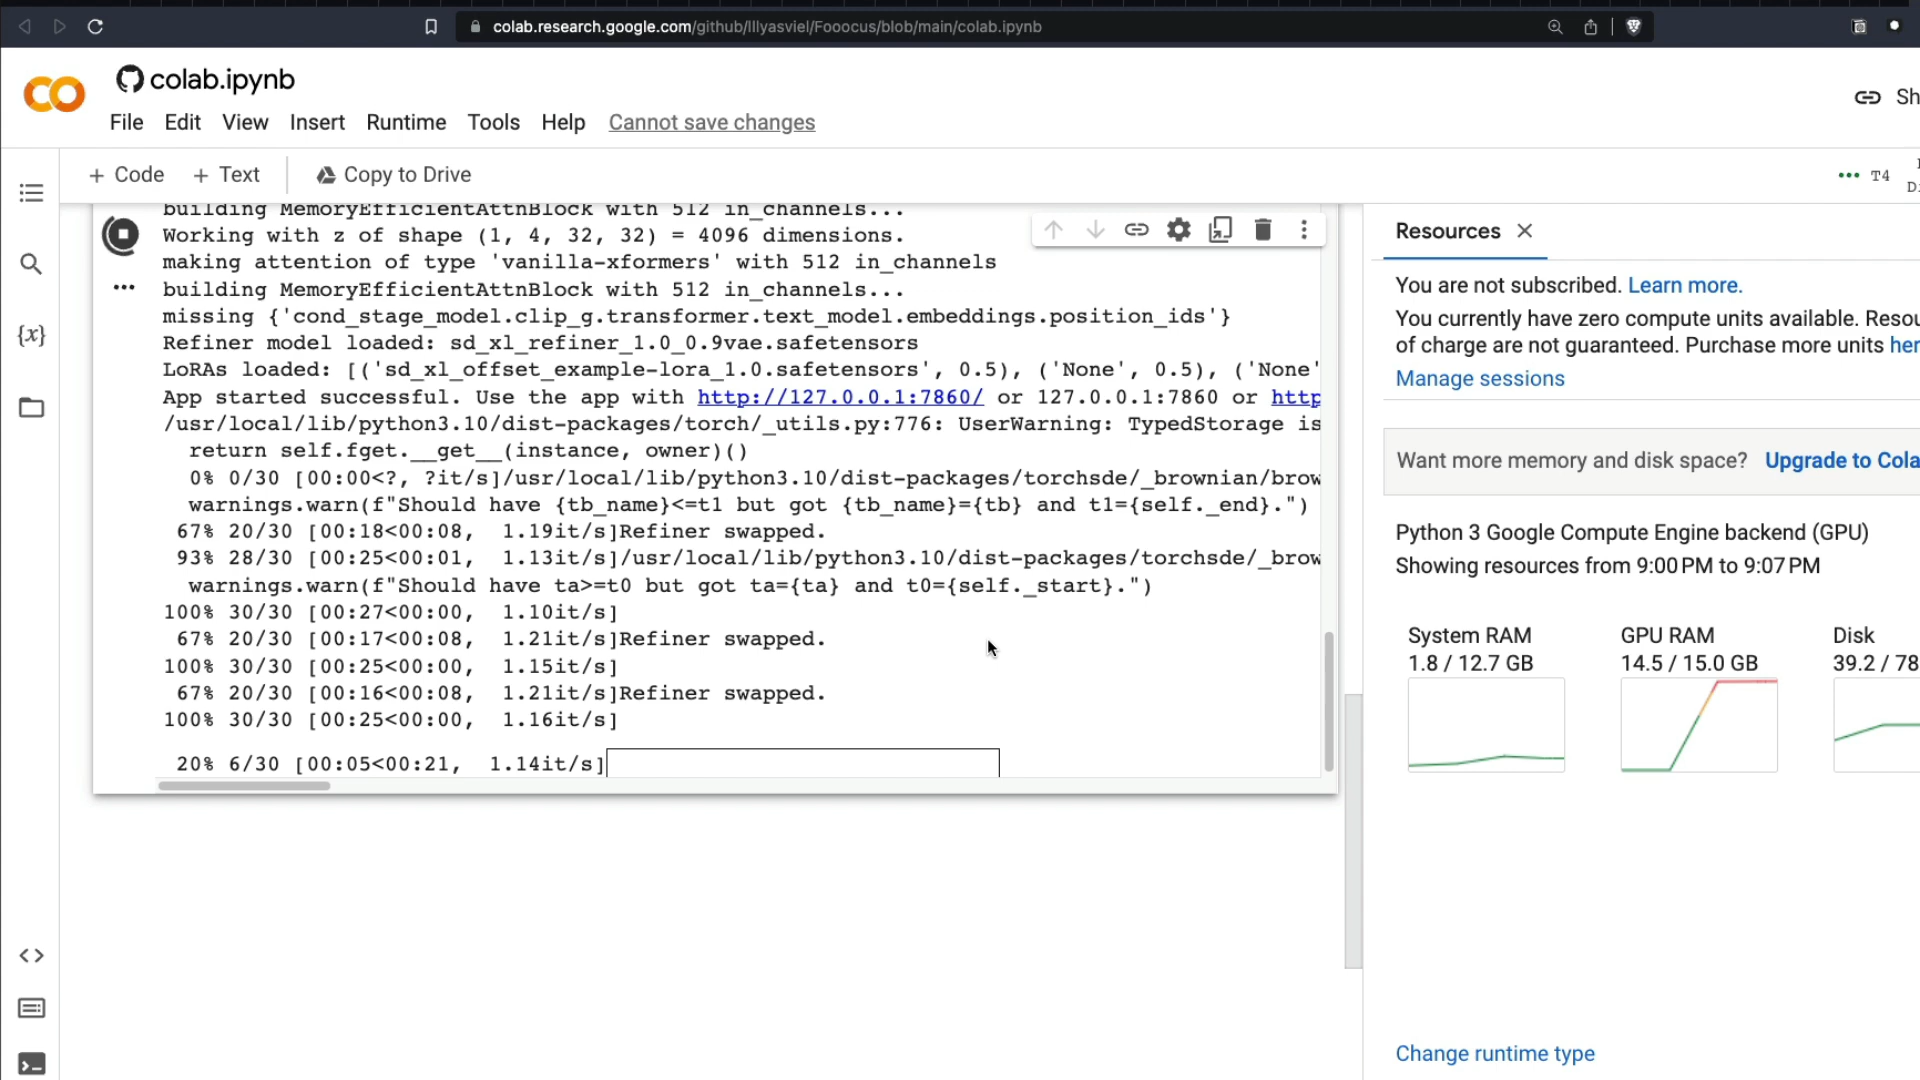 colab.research.google.com/github/lllyasviel/Fooocus/blob/main/colab.ipynb
colab.ipynb
File Edit View Insert Runtime Tools Help Cannot save changes
Sh
+ Code + Text Copy to Drive
T4
building MemoryEfficientAttnBlock with 512 in_channels...
Working with z of shape (1, 4, 32, 32) = 4096 dimensions.
making attention of type 'vanilla-xformers' with 512 in_channels
building MemoryEfficientAttnBlock with 512 in_channels...
missing {'cond_stage_model.clip_g.transformer.text_model.embeddings.position_ids'}
Refiner model loaded: sd_xl_refiner_1.0_0.9vae.safetensors
LoRAs loaded: [('sd_xl_offset_example-lora_1.0.safetensors', 0.5), ('None', 0.5), ('None'
App started successful. Use the app with http://127.0.0.1:7860/ or 127.0.0.1:7860 or http
/usr/local/lib/python3.10/dist-packages/torch/_utils.py:776: UserWarning: TypedStorage is
return self.fget.__get__(instance, owner)()
0% 0/30 [00:00<?, ?it/s]/usr/local/lib/python3.10/dist-packages/torchsde/_brownian/brow
warnings.warn(f"Should have {tb_name}<=t1 but got {tb_name}={tb} and t1={self._end}.")
67% 20/30 [00:18<00:08, 1.19it/s]Refiner swapped.
93% 28/30 [00:25<00:01, 1.13it/s]/usr/local/lib/python3.10/dist-packages/torchsde/_brow
warnings.warn(f"Should have ta>=t0 but got ta={ta} and t0={self._start}.")
100% 30/30 [00:27<00:00, 1.10it/s]
67% 20/30 [00:17<00:08, 1.21it/s]Refiner swapped.
100% 30/30 [00:25<00:00, 1.15it/s]
67% 20/30 [00:16<00:08, 1.21it/s]Refiner swapped.
100% 30/30 [00:25<00:00, 1.16it/s]
20% 6/30 [00:05<00:21, 1.14it/s]
Resources
You are not subscribed. Learn more.
You currently have zero compute units available. Resou
of charge are not guaranteed. Purchase more units her
Manage sessions
Want more memory and disk space? Upgrade to Cola
Python 3 Google Compute Engine backend (GPU)
Showing resources from 9:00 PM to 9:07 PM
System RAM GPU RAM Disk
1.8 / 12.7 GB 14.5 / 15.0 GB 39.2 / 78
Change runtime type